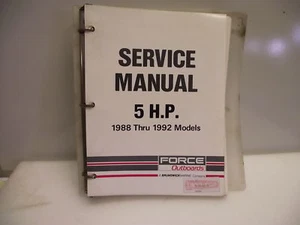 SERVICE
MANUAL
5 H.P.
1988 Thru 1992 Models
FORCE
Outboards